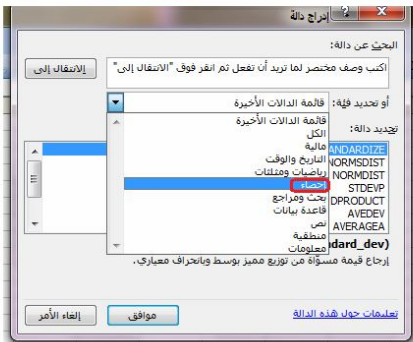 إدراج دالة
البحث عن دالة:
اكتب وصف مختصر لما تريد أن تفعل ثم انقر فوق "الانتقال إلى"
الانتقال إلى
أو تحديد فئة:
قائمة الدالات الأخيرة
قائمة الدالات الأخيرة
الكل
مالية
التاريخ والوقت
رياضيات ومثلثات
إحصاء
بحث ومراجع
قاعدة بيانات
نص
منطقية
معلومات
تحديد دالة:
ANDARDIZE
NORMSDIST
NORMDIST
STDEVP
DPRODUCT
AVEDEV
AVERAGEA
dard_dev)
إرجاع قيمة مسوّاة من توزيع مميز بوسط وبانحراف معياري.
تعليمات حول هذه الدالة
موافق
إلغاء الأمر